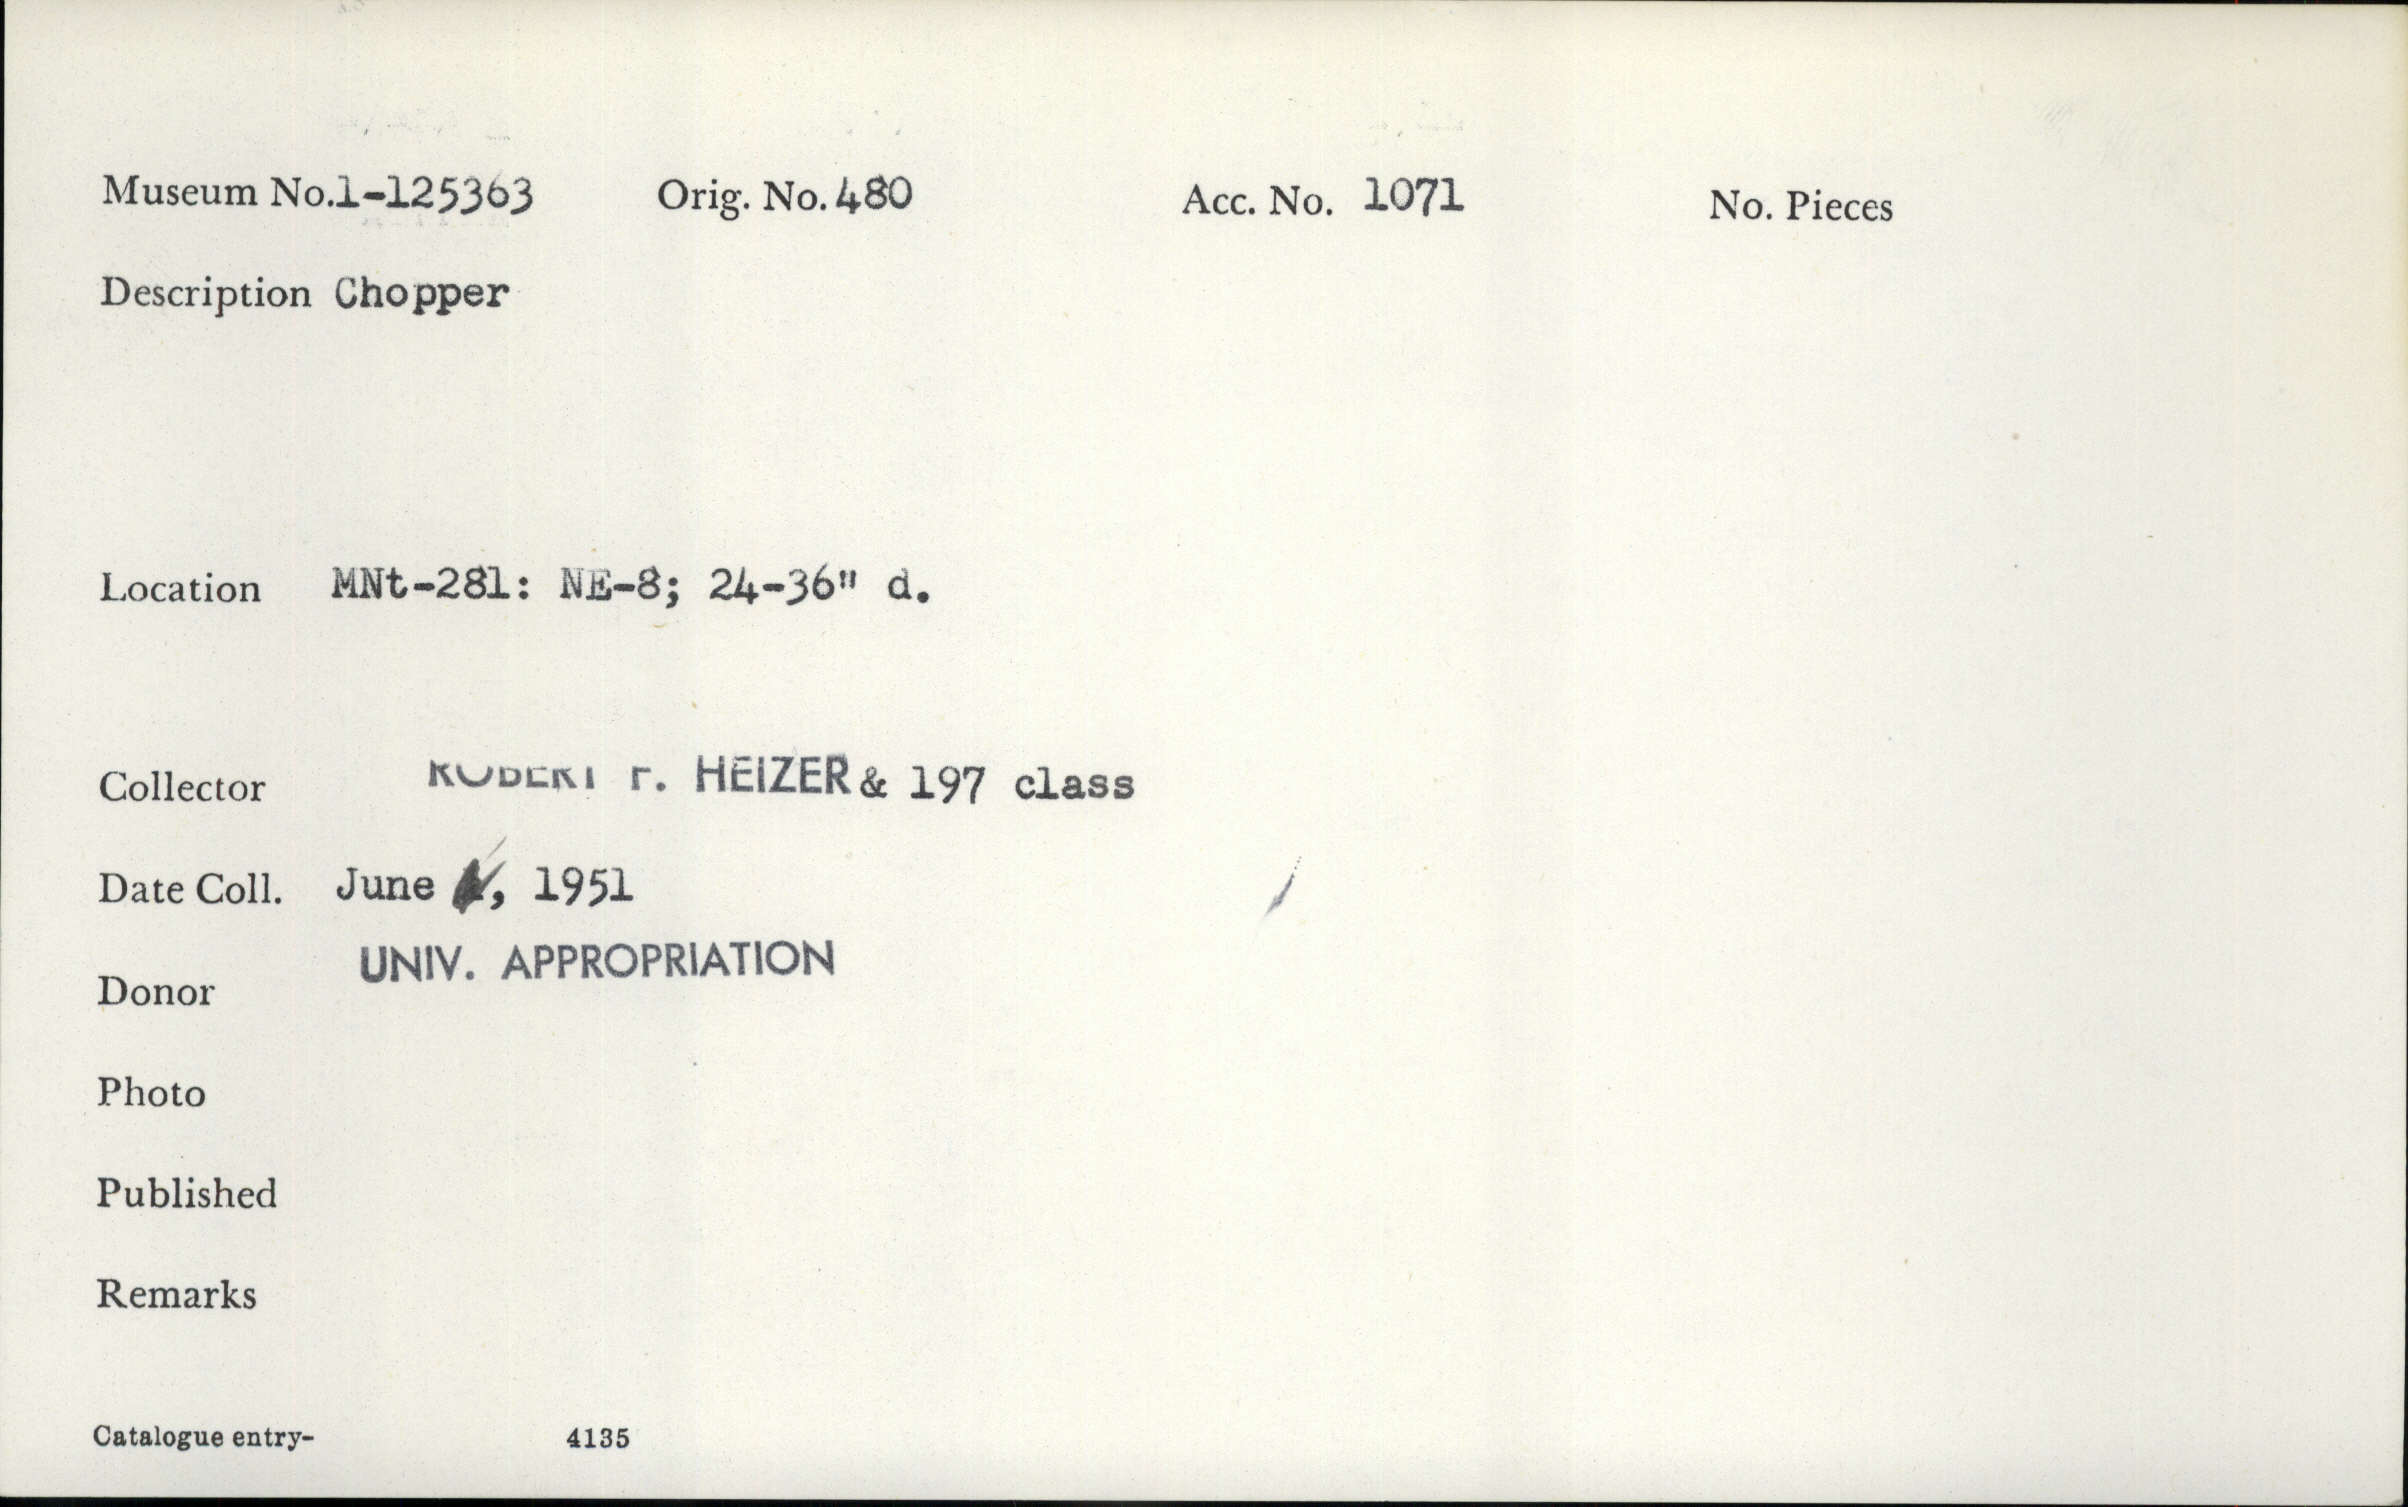 Museum No.1-125363 Orig. No. 480 Acc. No. 1071 No. Pieces
Description Chopper
Location MNt-281: NE-8; 24-36" d.
Collector ROBERT F. HEIZER & 197 class
Date Coll. June , 1951
UNIV. APPROPRIATION
Donor
Photo
Published
Remarks
Catalogue entry- 4135